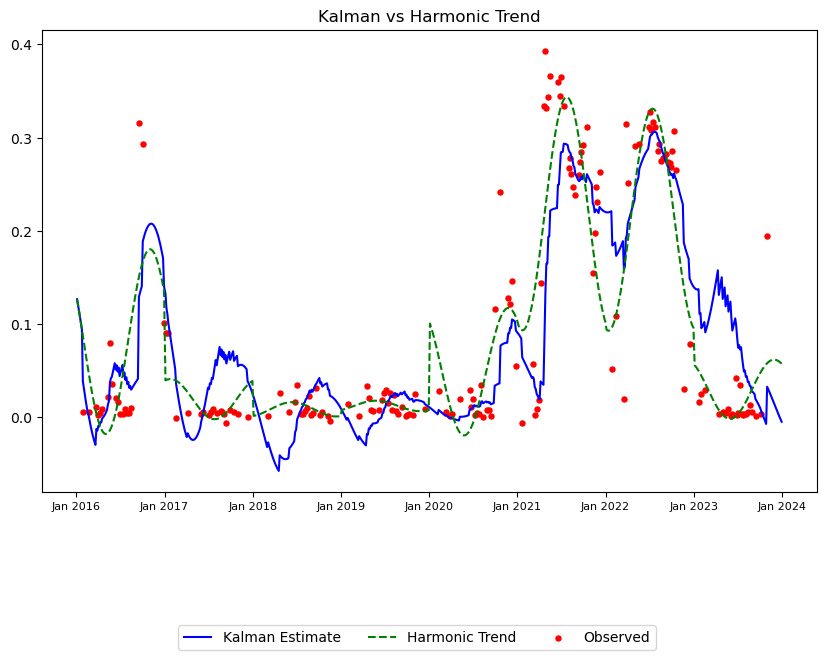 Kalman vs Harmonic Trend
0.4
0.3
0.2
0.1
0.0
Jan 2016 Jan 2017 Jan 2018 Jan 2019 Jan 2020 Jan 2021 Jan 2022 Jan 2023 Jan 2024
Kalman Estimate Harmonic Trend Observed